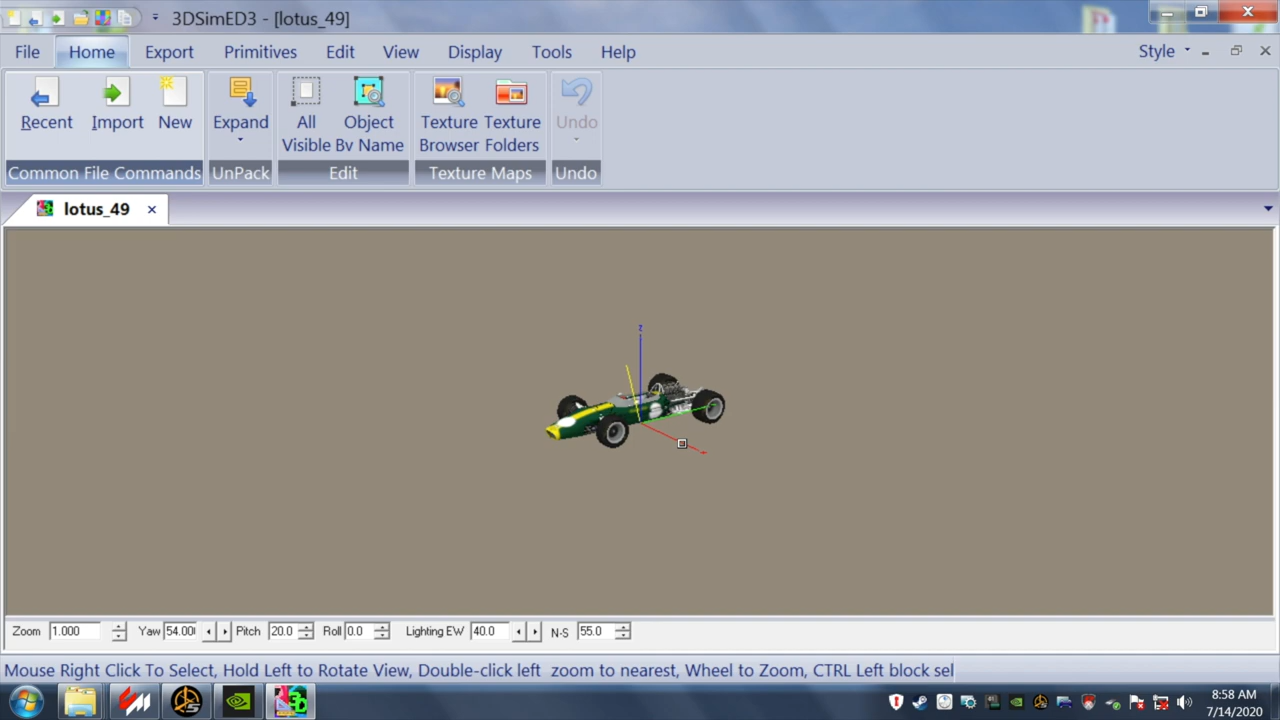 3DSimED3 - [lotus_49]
File Home Export Primitives Edit View Display Tools Help Style
Recent Import New Expand All Object Texture Texture Undo
Visible By Name Browser Folders
Common File Commands UnPack Edit Texture Maps Undo
lotus_49
z
Zoom 1.000 Yaw 54.00 Pitch 20.0 Roll 0.0 Lighting EW 40.0 N-S 55.0
Mouse Right Click To Select, Hold Left to Rotate View, Double-click left zoom to nearest, Wheel to Zoom, CTRL Left block sel
8:58 AM
7/14/2020